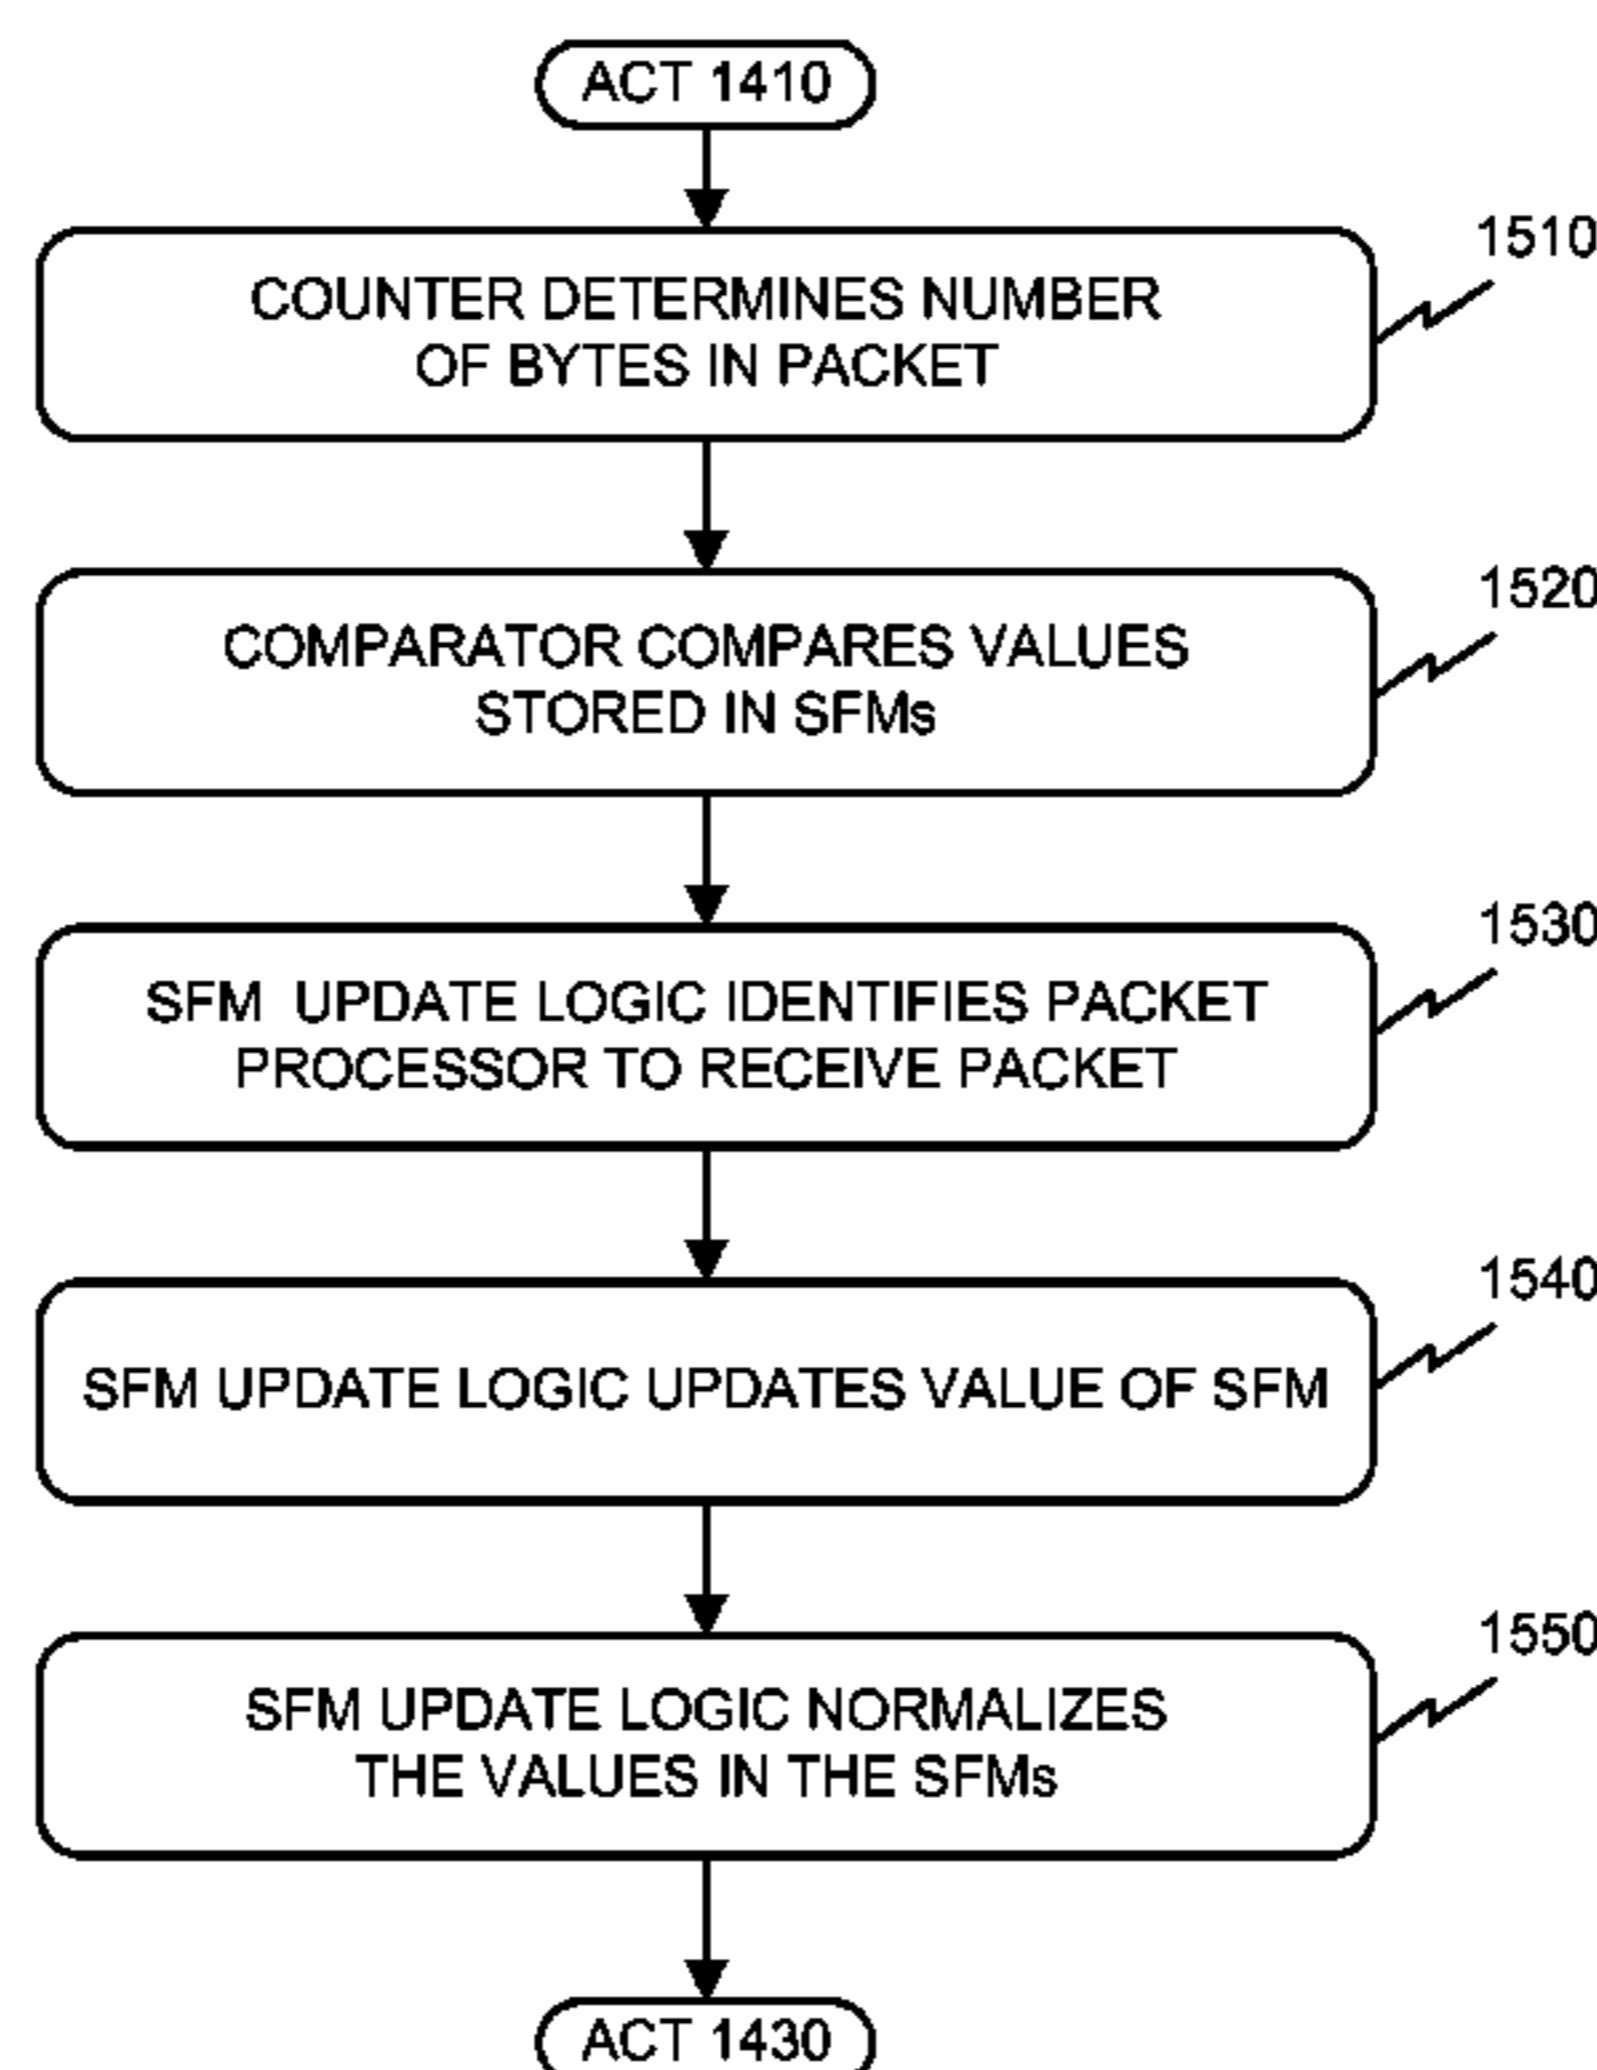 ACT 1410
1510
COUNTER DETERMINES NUMBER
OF BYTES IN PACKET
1520
COMPARATOR COMPARES VALUES
STORED IN SFMs
1530
SFM UPDATE LOGIC IDENTIFIES PACKET
PROCESSOR TO RECEIVE PACKET
1540
SFM UPDATE LOGIC UPDATES VALUE OF SFM
1550
SFM UPDATE LOGIC NORMALIZES
THE VALUES IN THE SFMs
ACT 1430